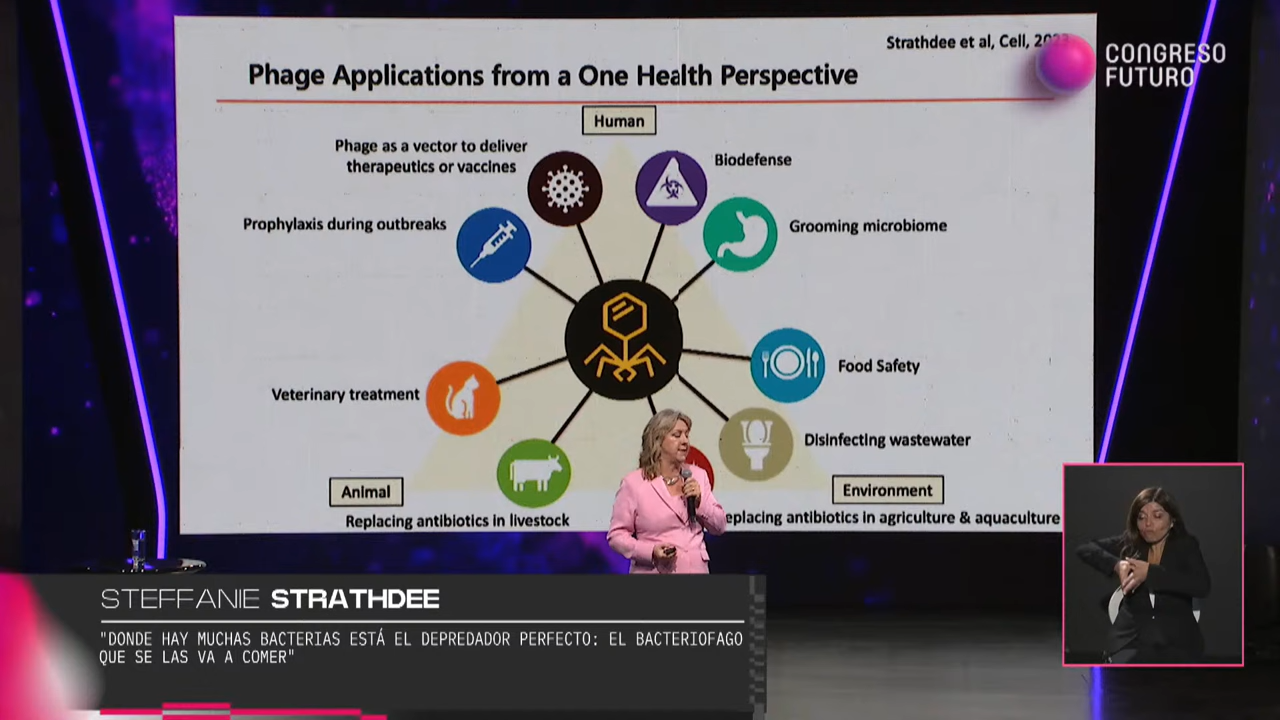 Strathdee et al, Cell,
CONGRESO
FUTURO
Phage Applications from a One Health Perspective
Human
Phage as a vector to deliver
therapeutics or vaccines
Biodefense
Prophylaxis during outbreaks
Grooming microbiome
Veterinary treatment
Food Safety
Disinfecting wastewater
Animal
Environment
Replacing antibiotics in livestock
antibiotics in agriculture & aquaculture
STEFFANIE STRATHDEE
"DONDE HAY MUCHAS BACTERIAS ESTÁ EL DEPREDADOR PERFECTO: EL BACTERIOFAGO
QUE SE LAS VA A COMER"